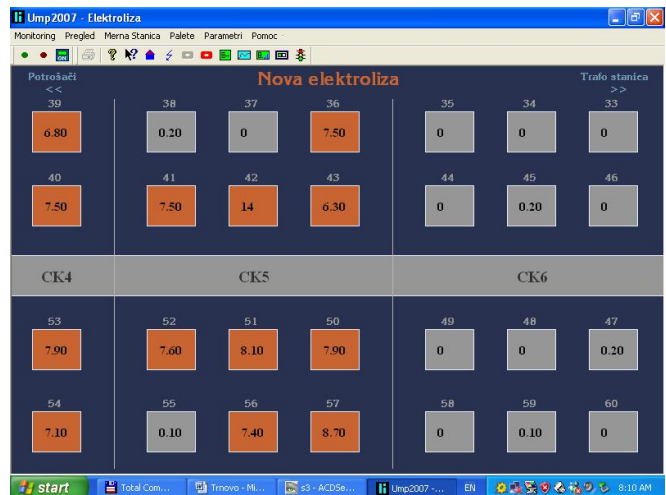 Ump2007 - Elektroliza
Monitoring Pregled Merna Stanica Palete Parametri Pomoc
ON
Potrošači
<<
Nova elektroliza
Trafo stanica
>>
39 38 37 36 35 34 33
6.80 0.20 0 7.50 0 0 0
40 41 42 43 44 45 46
7.50 7.50 14 6.30 0 0.20 0
CK4 CK5 CK6
53 52 51 50 49 48 47
7.90 7.60 8.10 7.90 0 0 0.20
54 55 56 57 58 59 60
7.10 0.10 7.40 8.70 0 0.10 0
start Total Com... Trnovo - Mi... s3 - ACDSe... Ump2007 -... EN 8:10 AM